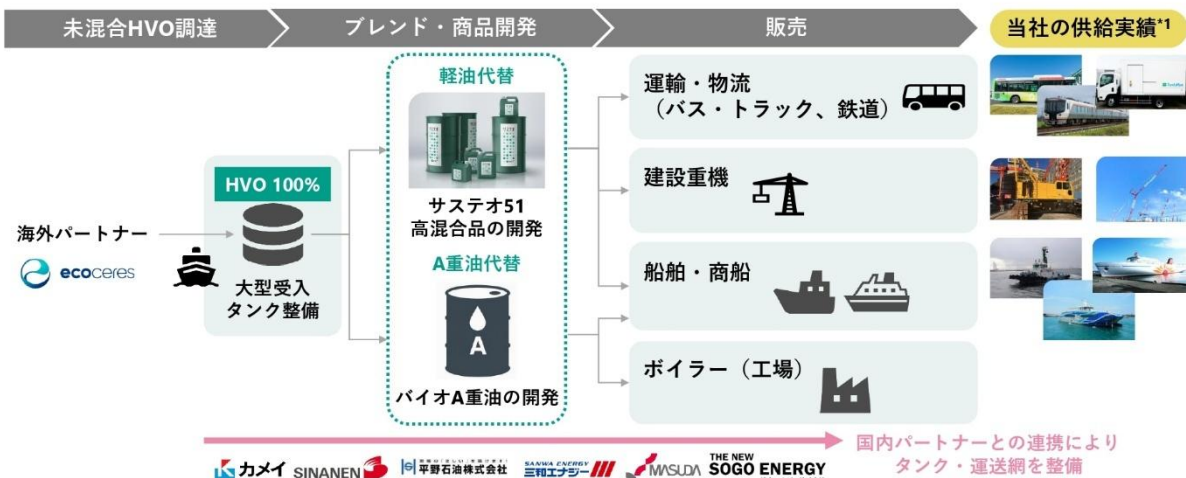 未混合HVO調達
ブレンド・商品開発
販売
当社の供給実績*1
海外パートナー
ecoceres
HVO 100%
大型受入
タンク整備
軽油代替
サステオ51
高混合品の開発
A重油代替
A
バイオA重油の開発
運輸・物流
（バス・トラック、鉄道）
建設重機
船舶・商船
ボイラー（工場）
国内パートナーとの連携により
タンク・運送網を整備
カメイ
SINANEN
平野石油株式会社
SANWA ENERGY
三和エナジー
MASUDA
THE NEW
SOGO ENERGY